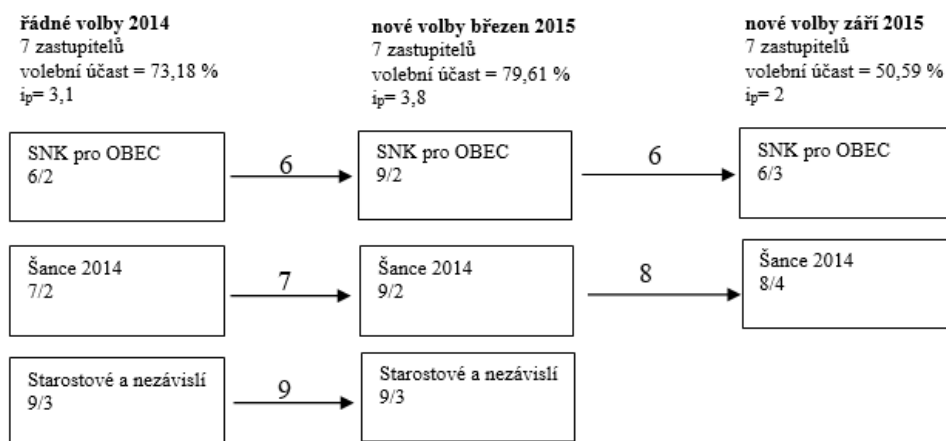 řádné volby 2014
7 zastupitelů
volební účast = 73,18 %
ip= 3,1
nové volby březen 2015
7 zastupitelů
volební účast = 79,61 %
ip= 3,8
nové volby září 2015
7 zastupitelů
volební účast = 50,59 %
ip= 2
SNK pro OBEC
6/2
6
SNK pro OBEC
9/2
6
SNK pro OBEC
6/3
Šance 2014
7/2
7
Šance 2014
9/2
8
Šance 2014
8/4
Starostové a nezávislí
9/3
9
Starostové a nezávislí
9/3